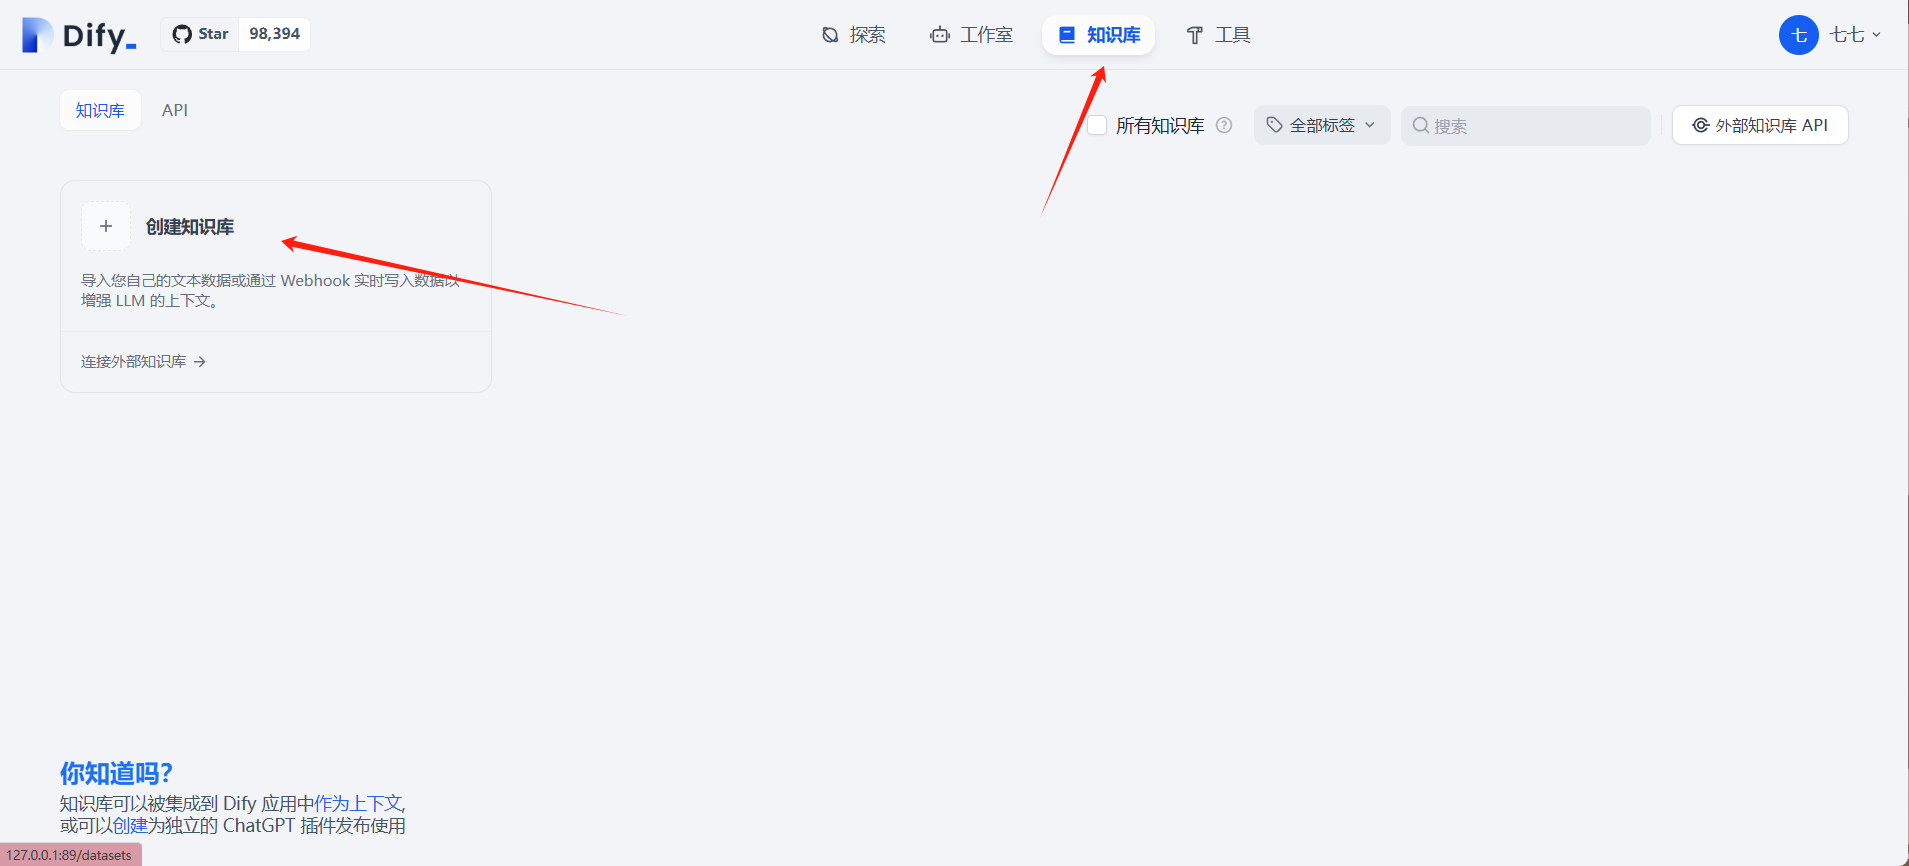 Dify_
Star 98,394
探索
工作室
知识库
工具
七 七七
知识库
API
所有知识库
全部标签
搜索
外部知识库 API
创建知识库
导入您自己的文本数据或通过 Webhook 实时写入数据以
增强 LLM 的上下文。
连接外部知识库
你知道吗?
知识库可以被集成到 Dify 应用中作为上下文,
或可以创建为独立的 ChatGPT 插件发布使用
127.0.0.1:89/datasets